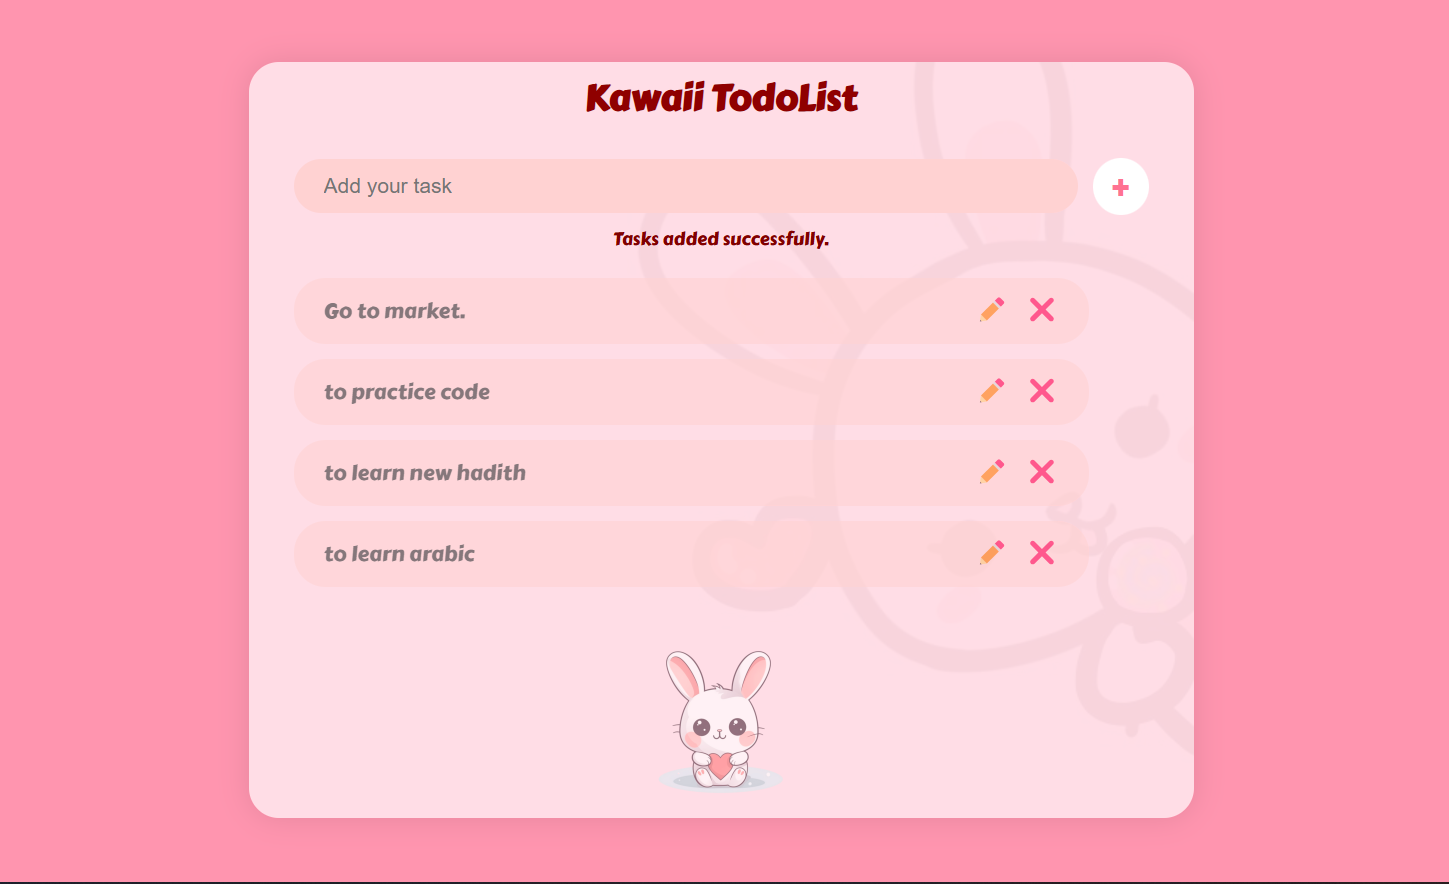 Kawaii TodoList
Add your task
+
Tasks added successfully.
Go to market.
to practice code
to learn new hadith
to learn arabic